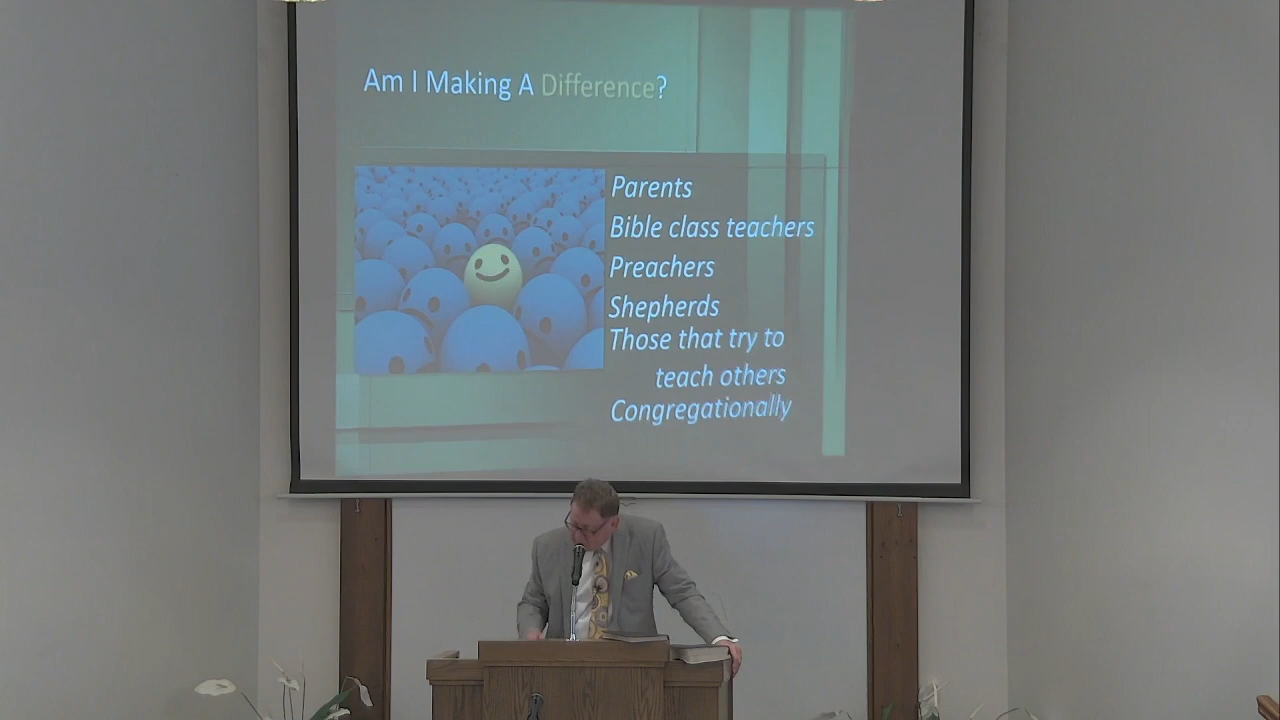 Am I Making A Difference?
Parents
Bible class teachers
Preachers
Shepherds
Those that try to
teach others
Congregationally